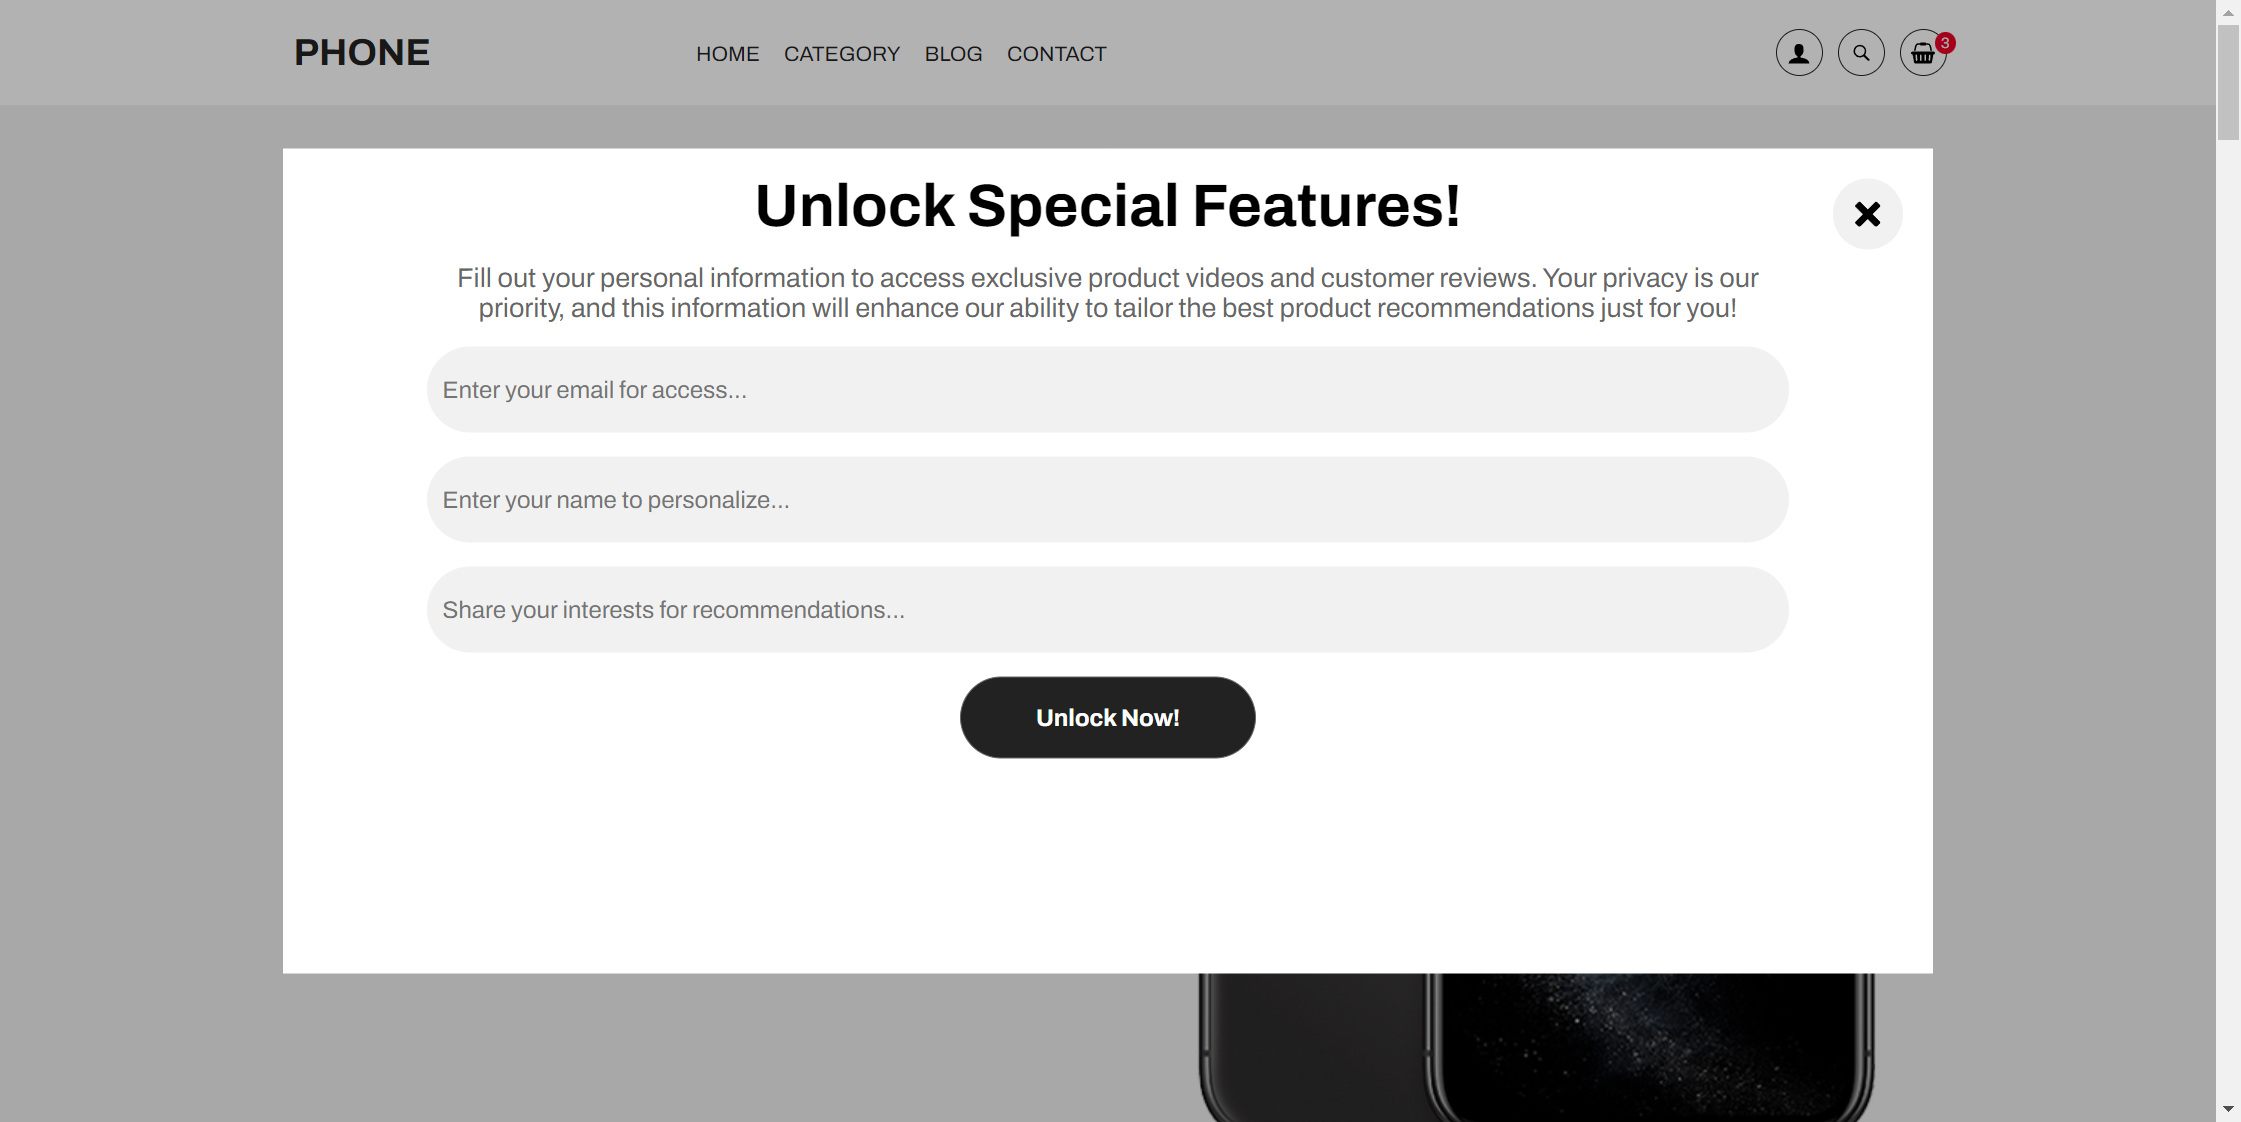 PHONE
HOME CATEGORY BLOG CONTACT
3
Unlock Special Features!
Fill out your personal information to access exclusive product videos and customer reviews. Your privacy is our
priority, and this information will enhance our ability to tailor the best product recommendations just for you!
Enter your email for access...
Enter your name to personalize...
Share your interests for recommendations...
Unlock Now!